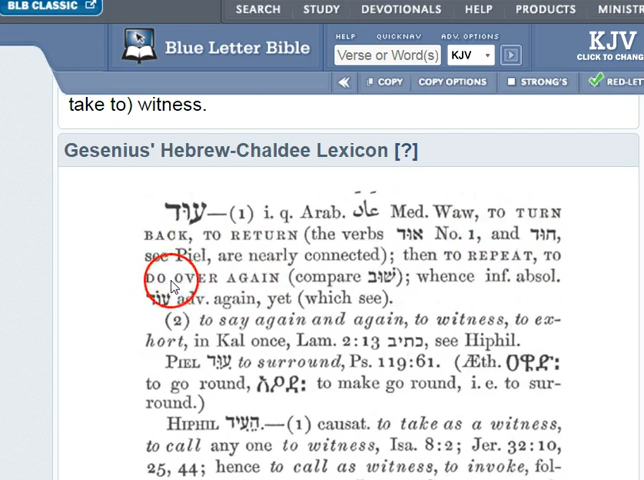 BLB CLASSIC
SEARCH STUDY DEVOTIONALS HELP PRODUCTS MINISTR
Blue Letter Bible
HELP QUICKNAV ADV. OPTIONS
Verse or Word(s) KJV
KJV
CLICK TO CHANG
COPY COPY OPTIONS STRONG'S RED-LET
take to) witness.
Gesenius' Hebrew-Chaldee Lexicon [?]
עוּד—(1) i. q. Arab. عاد Med. Waw, TO TURN
BACK, TO RETURN (the verbs אוּד No. 1, and חוּד,
see Piel, are nearly connected); then TO REPEAT, TO
DO OVER AGAIN (compare שׁוּב); whence inf. absol.
עוֹד adv. again, yet (which see).
(2) to say again and again, to witness, to ex-
hort, in Kal once, Lam. 2:13 כתיב, see Hiphil.
PIEL עִוֵּד to surround, Ps. 119:61. (Æth. ዐዊድ:
to go round, አዖደ: to make go round, i. e. to sur-
round.)
HIPHIL הֵעִיד.—(1) causat. to take as a witness,
to call any one to witness, Isa. 8:2; Jer. 32:10,
25, 44; hence to call as witness, to invoke, fol-